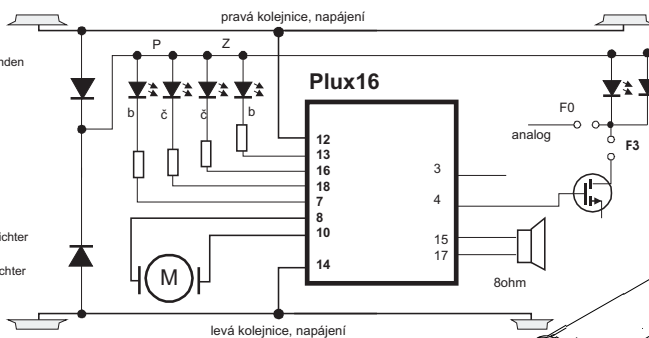 pravá kolejnice, napájení
nden
P Z
Plux16
b č č b
F0
analog
F3
12
13
16
18
7
8
10
14
3
4
15
17
ichter
chter
M
8ohm
levá kolejnice, napájení